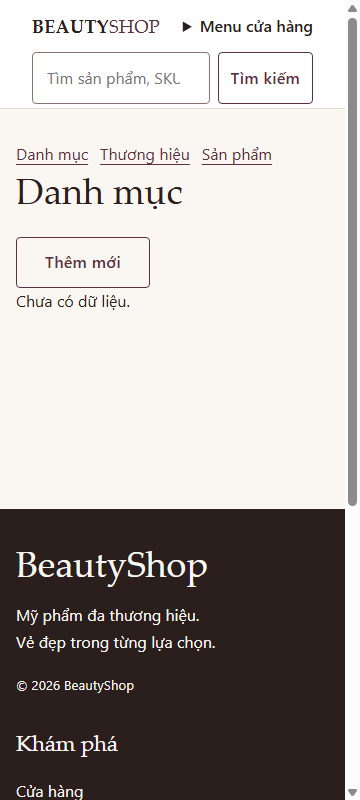 BEAUTYSHOP ▶ Menu cửa hàng
Tìm sản phẩm, SKU Tìm kiếm
Danh mục Thương hiệu Sản phẩm
Danh mục
Thêm mới
Chưa có dữ liệu.
BeautyShop
Mỹ phẩm đa thương hiệu.
Vẻ đẹp trong từng lựa chọn.
© 2026 BeautyShop
Khám phá
Cửa hàng